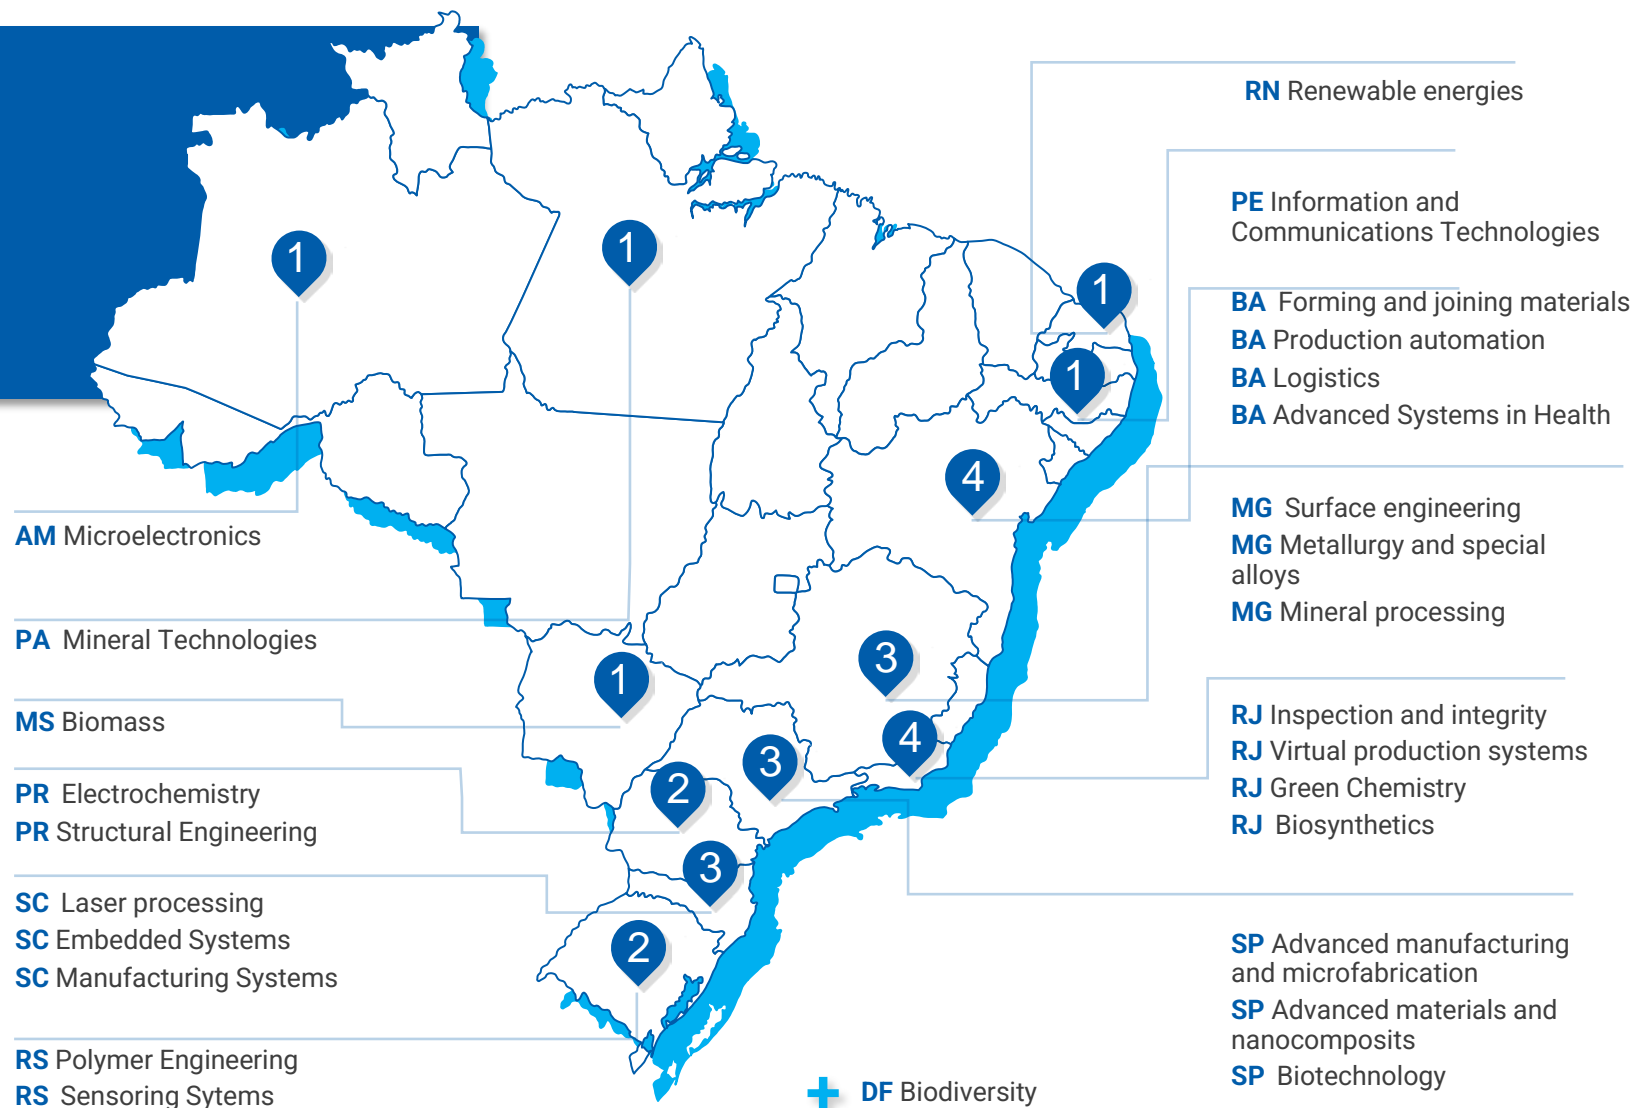 RN Renewable energies
PE Information and
Communications Technologies
BA Forming and joining materials
BA Production automation
BA Logistics
BA Advanced Systems in Health
MG Surface engineering
MG Metallurgy and special
alloys
MG Mineral processing
RJ Inspection and integrity
RJ Virtual production systems
RJ Green Chemistry
RJ Biosynthetics
SP Advanced manufacturing
and microfabrication
SP Advanced materials and
nanocomposits
SP Biotechnology
AM Microelectronics
PA Mineral Technologies
MS Biomass
PR Electrochemistry
PR Structural Engineering
SC Laser processing
SC Embedded Systems
SC Manufacturing Systems
RS Polymer Engineering
RS Sensoring Sytems
DF Biodiversity
1
1
1
1
4
3
1
4
3
2
3
2